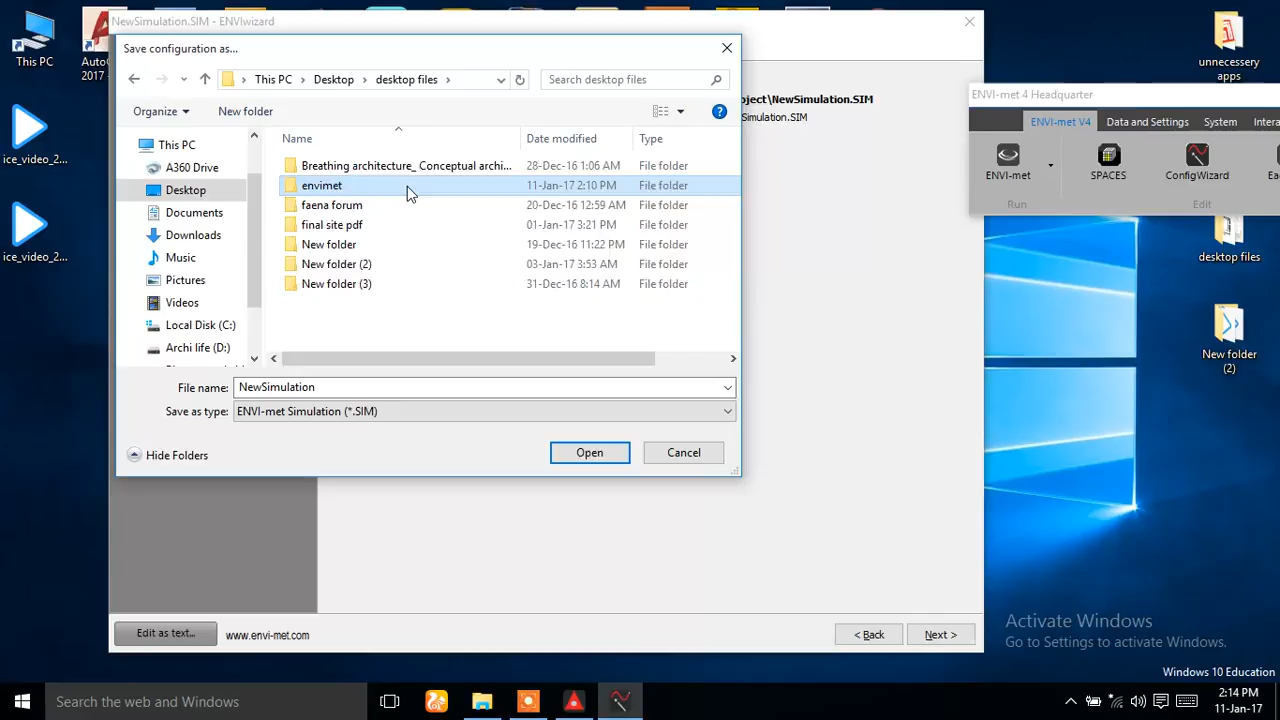 NewSimulation.SIM - ENVIwizard
This PC
AutoC
2017 -
ice_video_2...
ice_video_2...
Save configuration as...
This PC
Desktop
desktop files
Search desktop files
Organize
New folder
This PC
A360 Drive
Desktop
Documents
Downloads
Music
Pictures
Videos
Local Disk (C:)
Archi life (D:)
Name
Date modified
Type
Breathing architecture_ Conceptual archi... 28-Dec-16 1:06 AM File folder
envimet 11-Jan-17 2:10 PM File folder
faena forum 20-Dec-16 12:59 AM File folder
final site pdf 01-Jan-17 3:21 PM File folder
New folder 19-Dec-16 11:22 PM File folder
New folder (2) 03-Jan-17 3:53 AM File folder
New folder (3) 31-Dec-16 8:14 AM File folder
File name: NewSimulation
Save as type: ENVI-met Simulation (*.SIM)
Hide Folders
Open
Cancel
oject\NewSimulation.SIM
Simulation.SIM
Edit as text...
www.envi-met.com
< Back
Next >
ENVI-met 4 Headquarter
ENVI-met V4
Data and Settings
System
Intera
ENVI-met
SPACES
ConfigWizard
Ea
Run
Edit
unnecessary
apps
desktop files
New folder
(2)
Activate Windows
Go to Settings to activate Windows.
Windows 10 Education
Search the web and Windows
2:14 PM
11-Jan-17